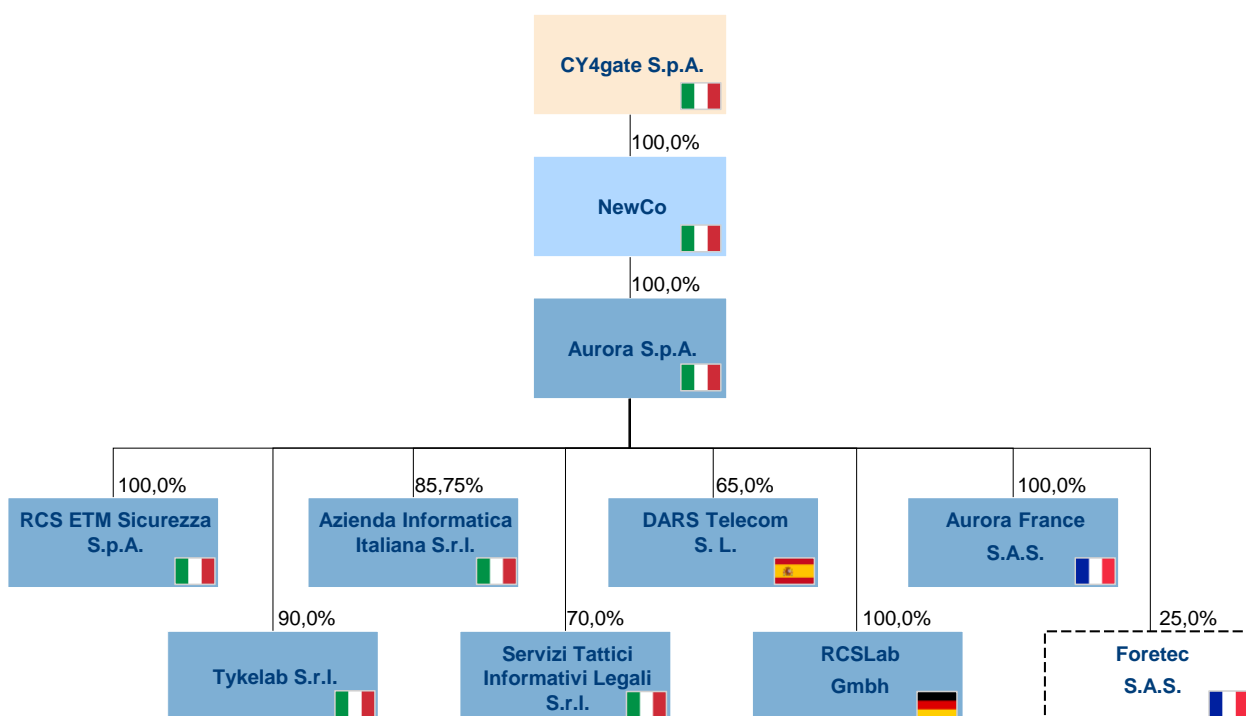 CY4gate S.p.A.
100,0%
NewCo
100,0%
Aurora S.p.A.
100,0%
85,75%
65,0%
100,0%
RCS ETM Sicurezza
S.p.A.
Azienda Informatica
Italiana S.r.l.
DARS Telecom
S. L.
Aurora France
S.A.S.
90,0%
70,0%
100,0%
25,0%
Tykelab S.r.l.
Servizi Tattici
Informativi Legali
S.r.l.
RCSLab
Gmbh
Foretec
S.A.S.